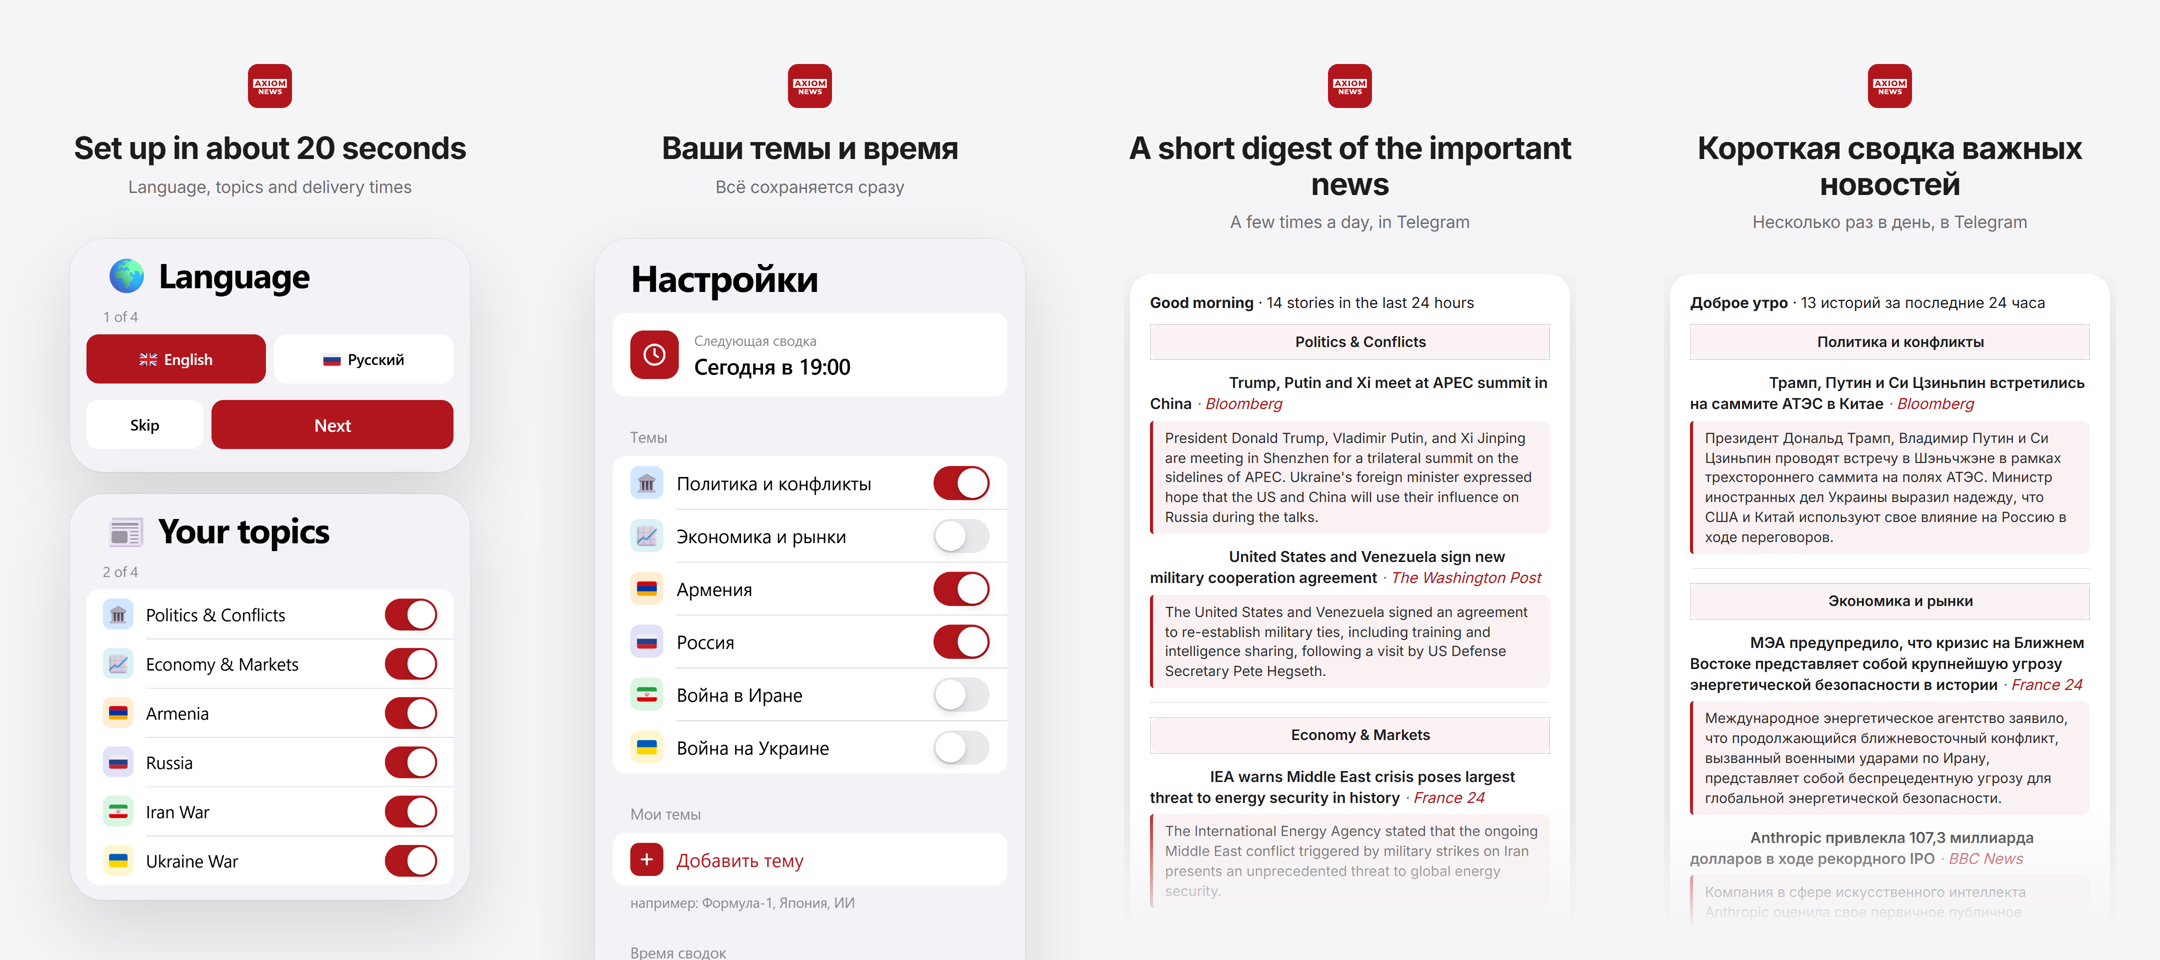 AXIOM
NEWS
Set up in about 20 seconds
Language, topics and delivery times
Language
1 of 4
English
Русский
Skip
Next
Your topics
2 of 4
Politics & Conflicts
Economy & Markets
Armenia
Russia
Iran War
Ukraine War
AXIOM
NEWS
Ваши темы и время
Всё сохраняется сразу
Настройки
Следующая сводка
Сегодня в 19:00
Темы
Политика и конфликты
Экономика и рынки
Армения
Россия
Война в Иране
Война на Украине
Мои темы
Добавить тему
например: Формула-1, Япония, ИИ
Время сводок
AXIOM
NEWS
A short digest of the important
news
A few times a day, in Telegram
Good morning · 14 stories in the last 24 hours
Politics & Conflicts
Trump, Putin and Xi meet at APEC summit in
China · Bloomberg
President Donald Trump, Vladimir Putin, and Xi Jinping
are meeting in Shenzhen for a trilateral summit on the
sidelines of APEC. Ukraine's foreign minister expressed
hope that the US and China will use their influence on
Russia during the talks.
United States and Venezuela sign new
military cooperation agreement · The Washington Post
The United States and Venezuela signed an agreement
to re-establish military ties, including training and
intelligence sharing, following a visit by US Defense
Secretary Pete Hegseth.
Economy & Markets
IEA warns Middle East crisis poses largest
threat to energy security in history · France 24
The International Energy Agency stated that the ongoing
Middle East conflict triggered by military strikes on Iran
presents an unprecedented threat to global energy
security.
AXIOM
NEWS
Короткая сводка важных
новостей
Несколько раз в день, в Telegram
Доброе утро · 13 историй за последние 24 часа
Политика и конфликты
Трамп, Путин и Си Цзиньпин встретились
на саммите АТЭС в Китае · Bloomberg
Президент Дональд Трамп, Владимир Путин и Си
Цзиньпин проводят встречу в Шэньчжэне в рамках
трехстороннего саммита на полях АТЭС. Министр
иностранных дел Украины выразил надежду, что
США и Китай используют свое влияние на Россию в
ходе переговоров.
Экономика и рынки
МЭА предупредило, что кризис на Ближнем
Востоке представляет собой крупнейшую угрозу
энергетической безопасности в истории · France 24
Международное энергетическое агентство заявило,
что продолжающийся ближневосточный конфликт,
вызванный военными ударами по Ирану,
представляет собой беспрецедентную угрозу для
глобальной энергетической безопасности.
Anthropic привлекла 107,3 миллиарда
долларов в ходе рекордного IPO · BBC News
Компания в сфере искусственного интеллекта
Anthropic оценила свое первичное публичное